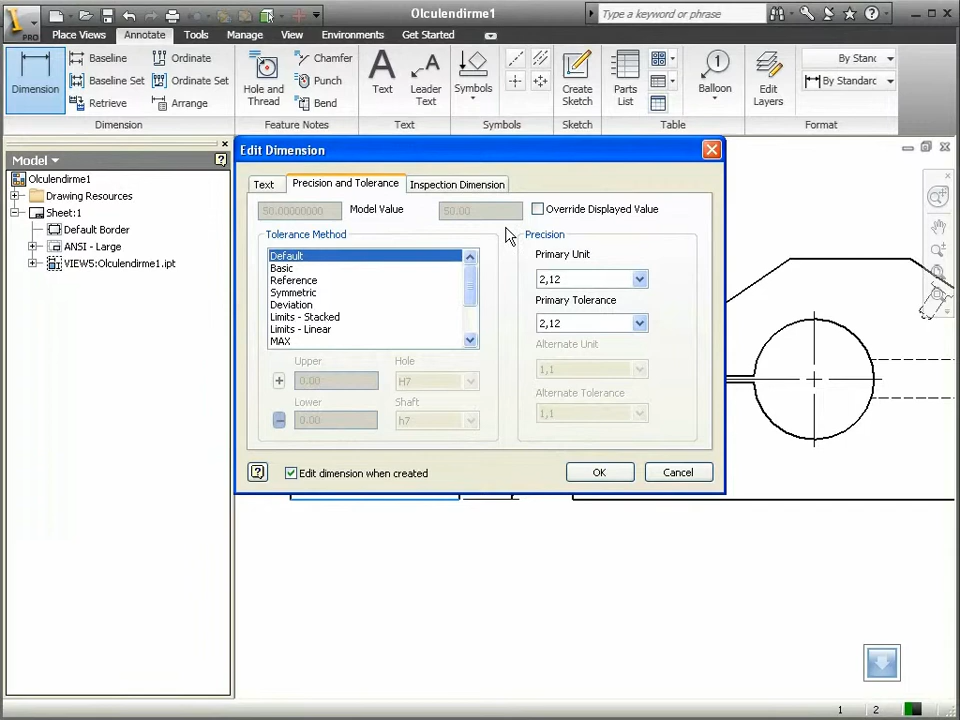 Olculendirme1
Type a keyword or phrase
PRO
Place Views
Annotate
Tools
Manage
View
Environments
Get Started
Dimension
Baseline
Baseline Set
Retrieve
Ordinate
Ordinate Set
Arrange
Dimension
Hole and
Thread
Chamfer
Punch
Bend
Feature Notes
Text
Leader
Text
Text
Symbols
Symbols
Create
Sketch
Sketch
Parts
List
Balloon
Table
Edit
Layers
By Stanc
By Standarc
Format
Model
Olculendirme1
Drawing Resources
Sheet:1
Default Border
ANSI - Large
VIEW5:Olculendirme1.ipt
Edit Dimension
Text
Precision and Tolerance
Inspection Dimension
50.00000000
Model Value
50.00
Override Displayed Value
Tolerance Method
Default
Basic
Reference
Symmetric
Deviation
Limits - Stacked
Limits - Linear
MAX
Upper
0.00
Hole
H7
Lower
0.00
Shaft
h7
Precision
Primary Unit
2,12
Primary Tolerance
2,12
Alternate Unit
1,1
Alternate Tolerance
1,1
Edit dimension when created
OK
Cancel
1
2